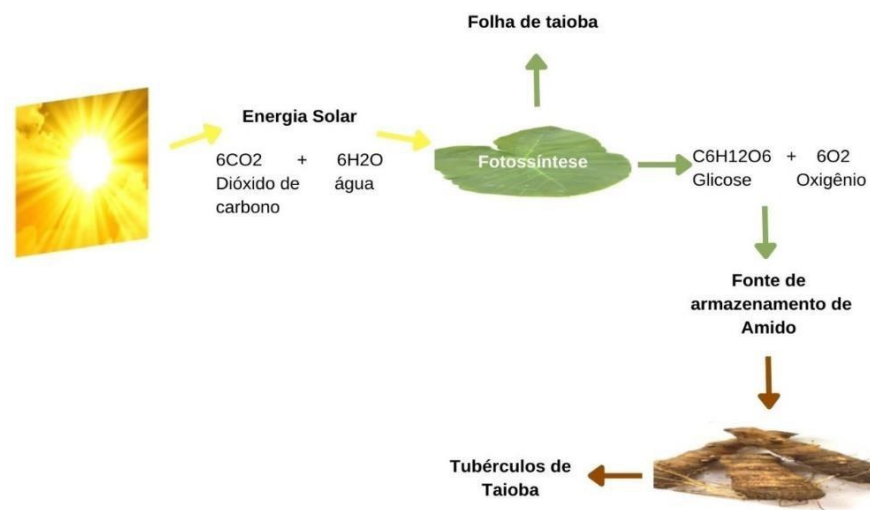 Folha de taioba
Energia Solar
6CO2 + 6H2O
Dióxido de carbono água
Fotossíntese
C6H12O6 + 6O2
Glicose Oxigênio
Fonte de
armazenamento de
Amido
Tubérculos de
Taioba